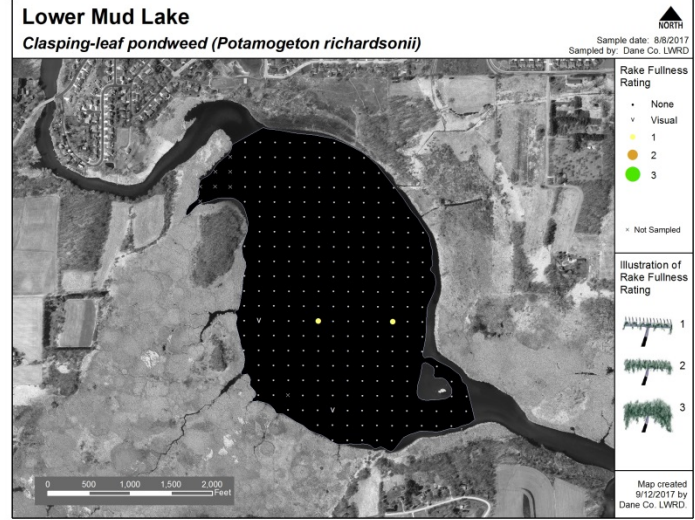 Lower Mud Lake
Clasping-leaf pondweed (Potamogeton richardsonii)
NORTH
Sample date: 8/8/2017
Sampled by: Dane Co. LWRD
Rake Fullness
Rating
None
v Visual
1
2
3
× Not Sampled
Illustration of
Rake Fullness
Rating
1
2
3
v
v
0 500 1,000 1,500 2,000
Feet
Map created
9/12/2017 by
Dane Co. LWRD.